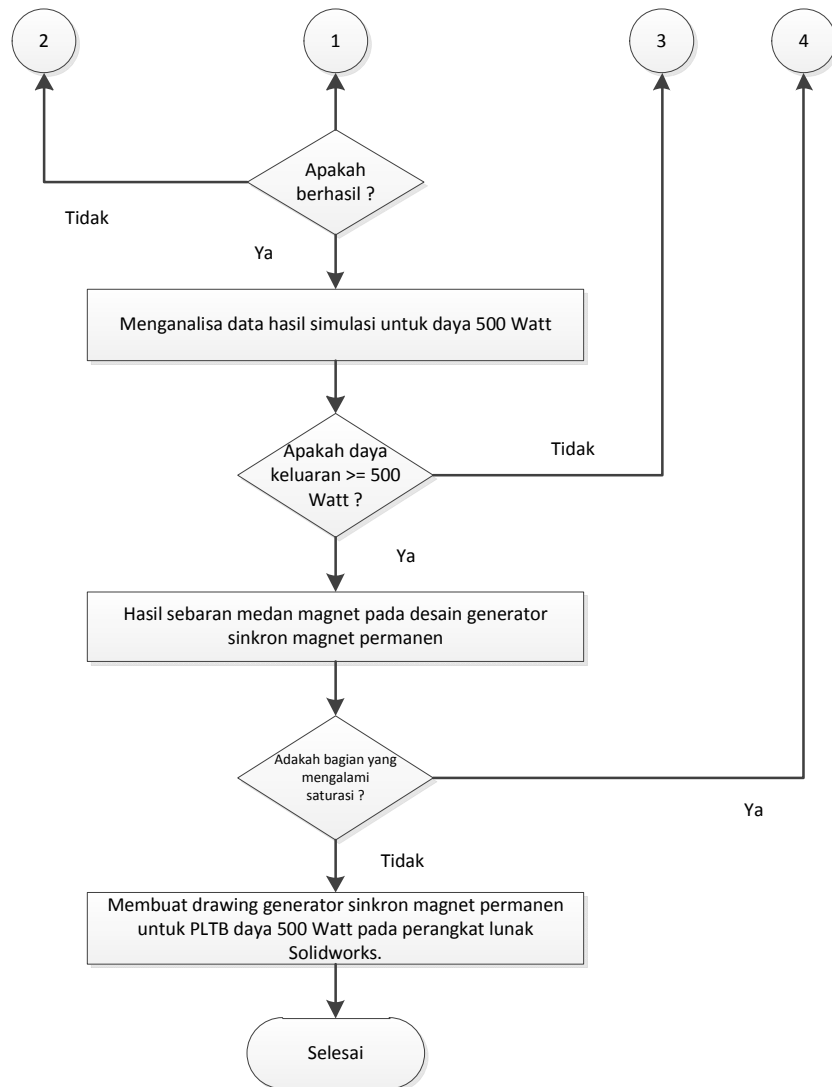 2
1
3
4
Apakah
berhasil ?
Tidak
Ya
Menganalisa data hasil simulasi untuk daya 500 Watt
Apakah daya
keluaran >= 500
Watt ?
Tidak
Ya
Hasil sebaran medan magnet pada desain generator
sinkron magnet permanen
Adakah bagian yang
mengalami
saturasi ?
Ya
Tidak
Membuat drawing generator sinkron magnet permanen
untuk PLTB daya 500 Watt pada perangkat lunak
Solidworks.
Selesai